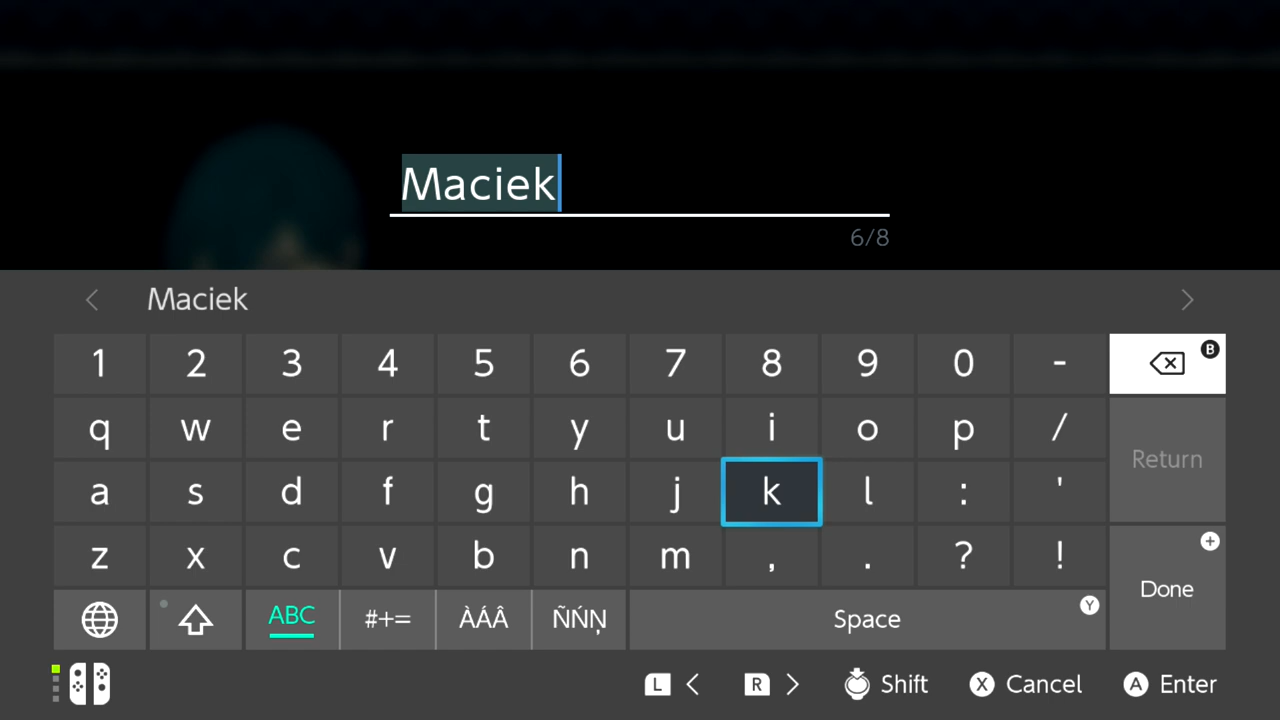 Maciek
6/8
Maciek
1 2 3 4 5 6 7 8 9 0 - B
q w e r t y u i o p /
Return
a s d f g h j k l : '
z x c v b n m , . ? ! +
Done
ABC #+= ÀÁÂ ÑŃŅ Space Y
L < R > Shift X Cancel A Enter